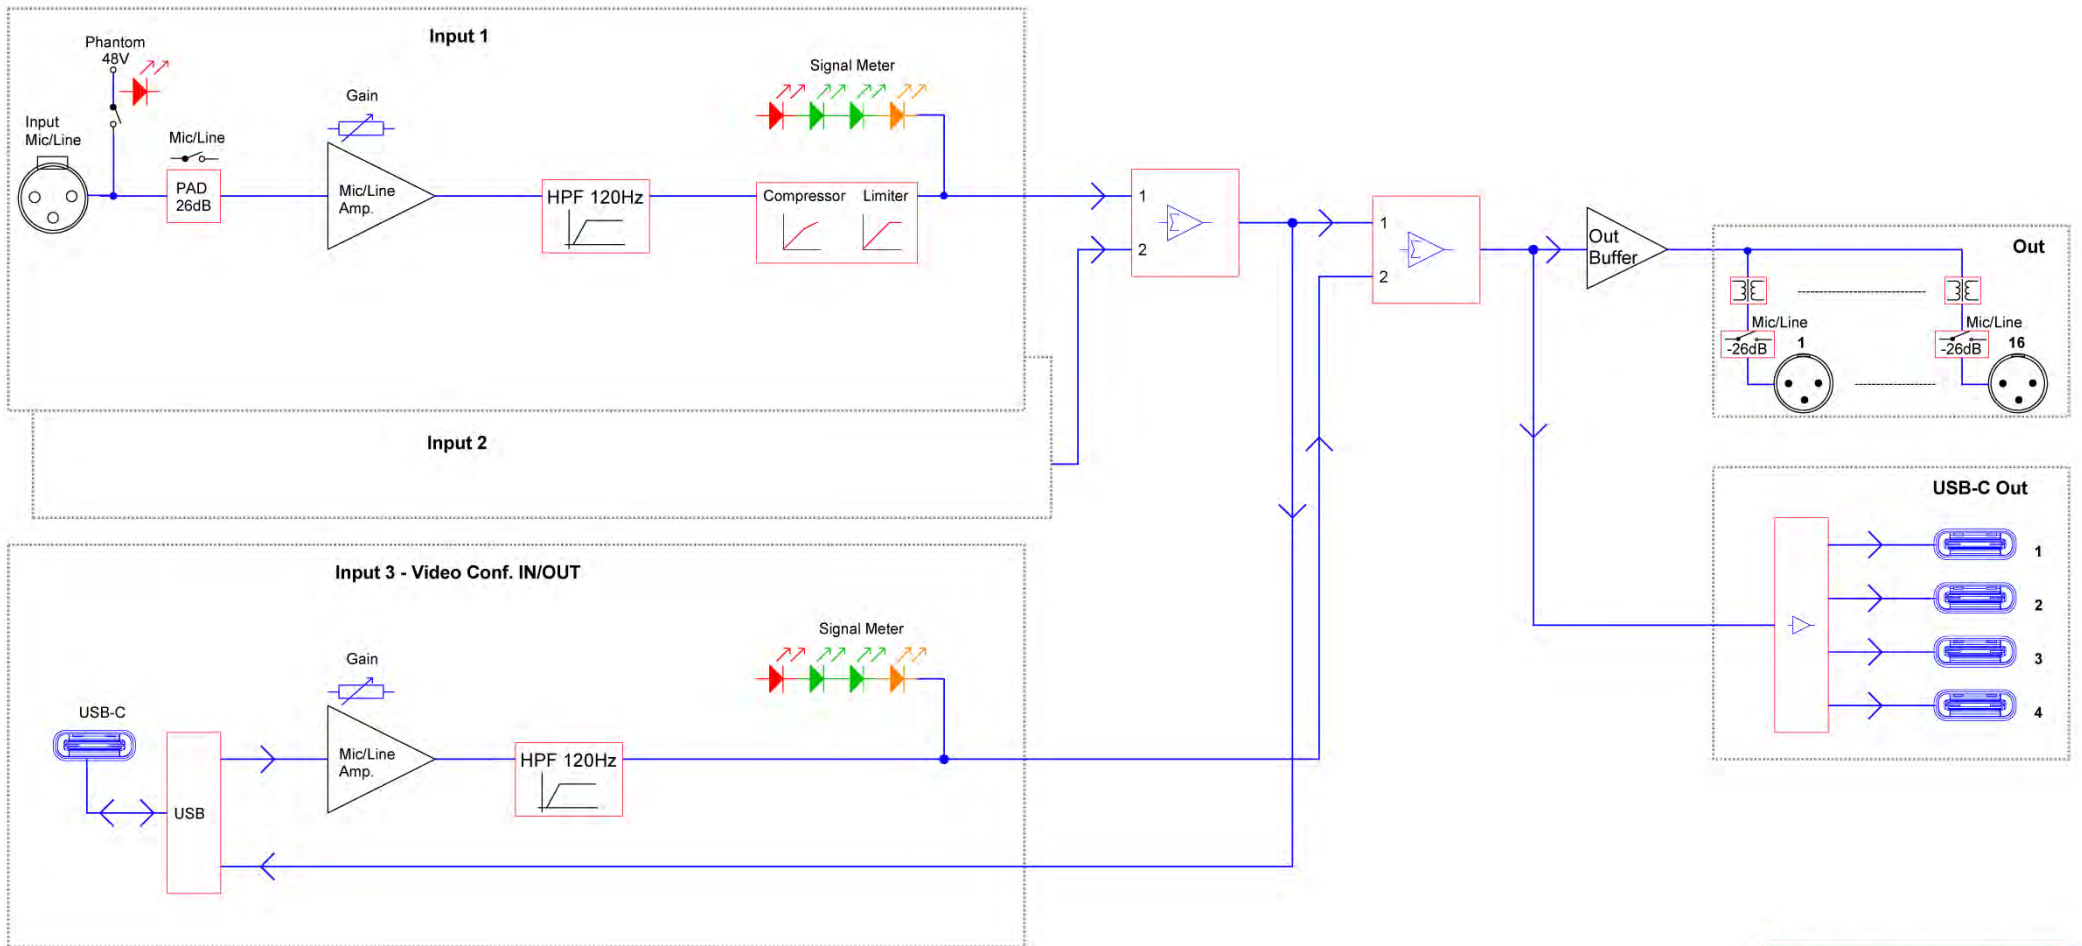 Input 1
Phantom
48V
Input
Mic/Line
Mic/Line
PAD
26dB
Gain
Mic/Line
Amp.
HPF 120Hz
Signal Meter
Compressor Limiter
1
2
Σ
1
2
Σ
Out
Buffer
Out
Mic/Line
-26dB
1
Mic/Line
-26dB
16
Input 2
USB-C Out
1
2
3
4
Input 3 - Video Conf. IN/OUT
USB-C
USB
Gain
Mic/Line
Amp.
HPF 120Hz
Signal Meter